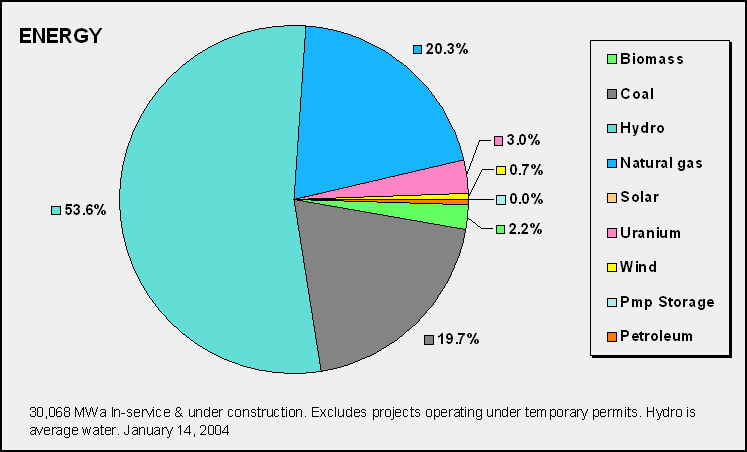 ENERGY
20.3%
3.0%
0.7%
0.0%
2.2%
19.7%
53.6%
Biomass
Coal
Hydro
Natural gas
Solar
Uranium
Wind
Pmp Storage
Petroleum
30,068 MWa In-service & under construction. Excludes projects operating under temporary permits. Hydro is
average water. January 14, 2004